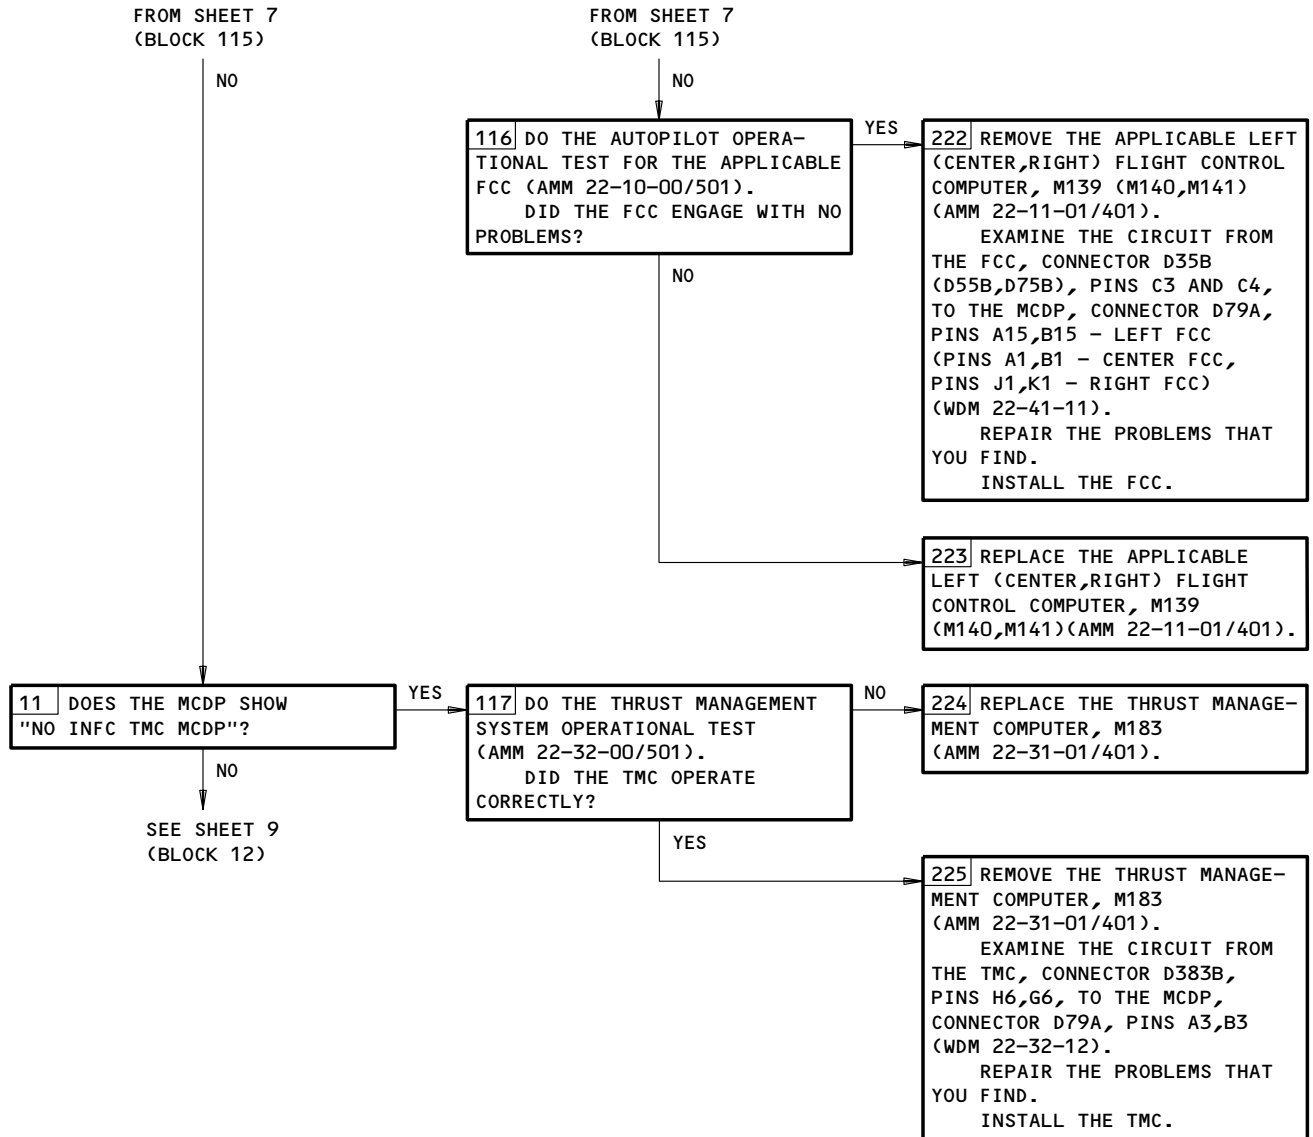 FROM SHEET 7
(BLOCK 115)
NO
FROM SHEET 7
(BLOCK 115)
NO
116 DO THE AUTOPILOT OPERA-
TIONAL TEST FOR THE APPLICABLE
FCC (AMM 22-10-00/501).
DID THE FCC ENGAGE WITH NO
PROBLEMS?
YES
NO
222 REMOVE THE APPLICABLE LEFT
(CENTER,RIGHT) FLIGHT CONTROL
COMPUTER, M139 (M140,M141)
(AMM 22-11-01/401).
EXAMINE THE CIRCUIT FROM
THE FCC, CONNECTOR D35B
(D55B,D75B), PINS C3 AND C4,
TO THE MCDP, CONNECTOR D79A,
PINS A15,B15 - LEFT FCC
(PINS A1,B1 - CENTER FCC,
PINS J1,K1 - RIGHT FCC)
(WDM 22-41-11).
REPAIR THE PROBLEMS THAT
YOU FIND.
INSTALL THE FCC.
223 REPLACE THE APPLICABLE
LEFT (CENTER,RIGHT) FLIGHT
CONTROL COMPUTER, M139
(M140,M141)(AMM 22-11-01/401).
11 DOES THE MCDP SHOW
"NO INFC TMC MCDP"?
YES
NO
SEE SHEET 9
(BLOCK 12)
117 DO THE THRUST MANAGEMENT
SYSTEM OPERATIONAL TEST
(AMM 22-32-00/501).
DID THE TMC OPERATE
CORRECTLY?
NO
YES
224 REPLACE THE THRUST MANAGE-
MENT COMPUTER, M183
(AMM 22-31-01/401).
225 REMOVE THE THRUST MANAGE-
MENT COMPUTER, M183
(AMM 22-31-01/401).
EXAMINE THE CIRCUIT FROM
THE TMC, CONNECTOR D383B,
PINS H6,G6, TO THE MCDP,
CONNECTOR D79A, PINS A3,B3
(WDM 22-32-12).
REPAIR THE PROBLEMS THAT
YOU FIND.
INSTALL THE TMC.